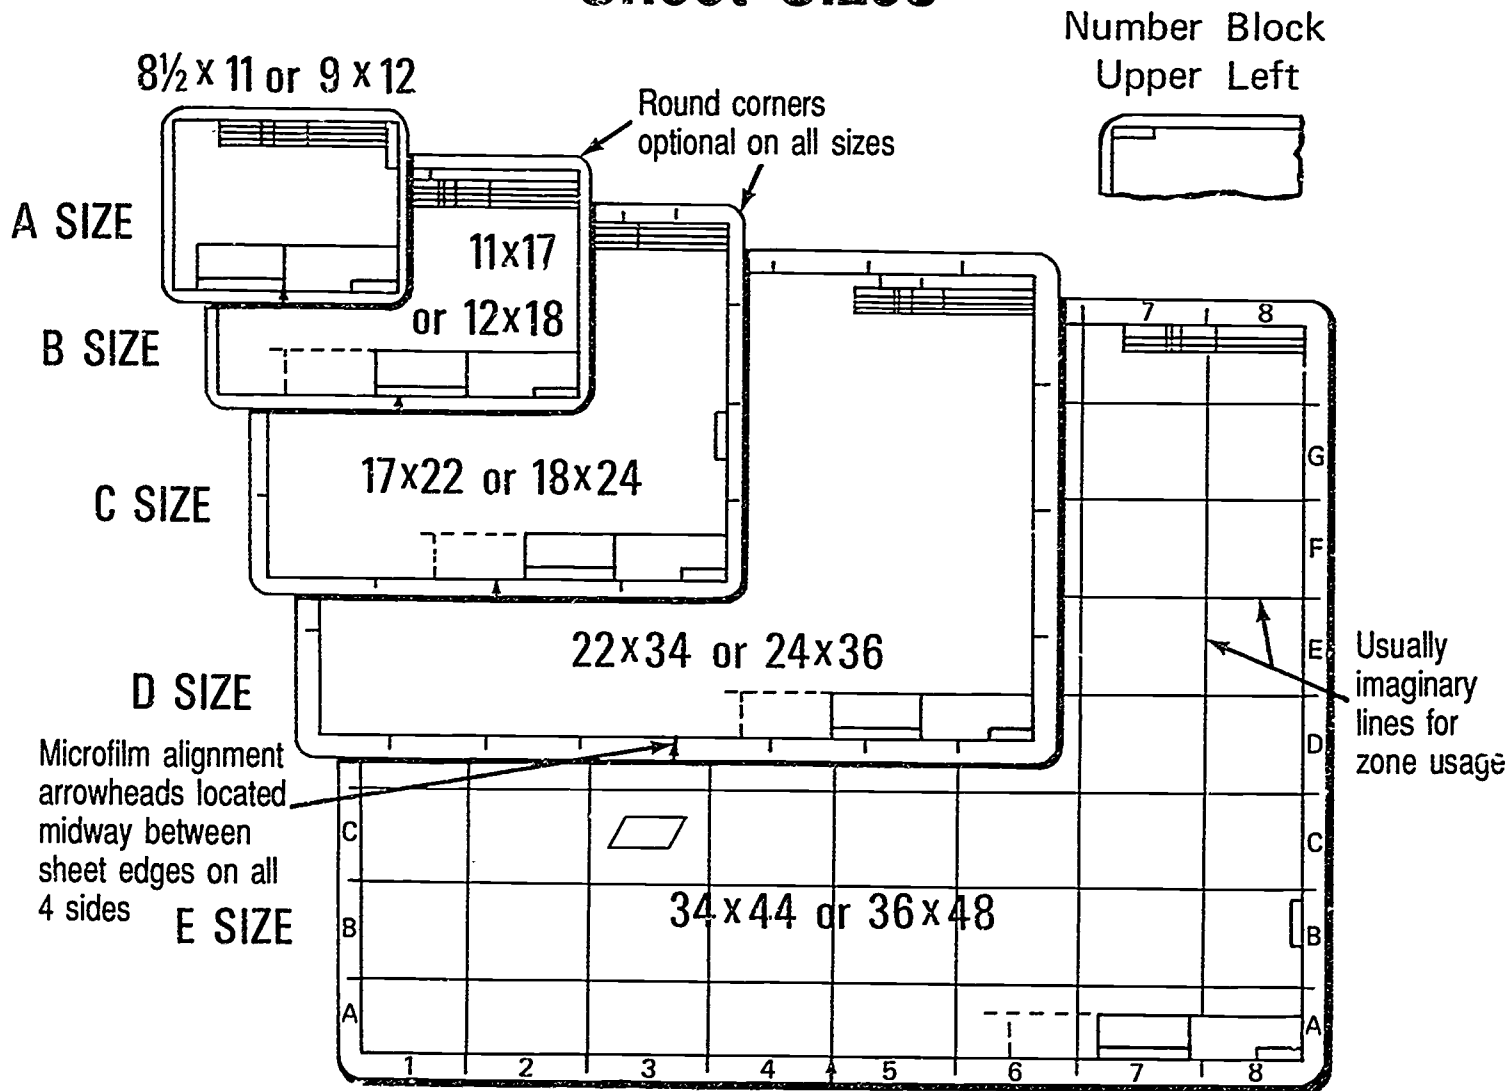 Sheet Sizes
Number Block
Upper Left
8½ x 11 or 9 x 12
Round corners
optional on all sizes
A SIZE
11x17
or 12x18
B SIZE
7 8
G
17x22 or 18x24
C SIZE
F
E
22x34 or 24x36
Usually
imaginary
lines for
zone usage
D SIZE
D
Microfilm alignment
arrowheads located
midway between
sheet edges on all
4 sides
C
C
34x44 or 36x48
E SIZE
B
B
A
A
1 2 3 4 5 6 7 8